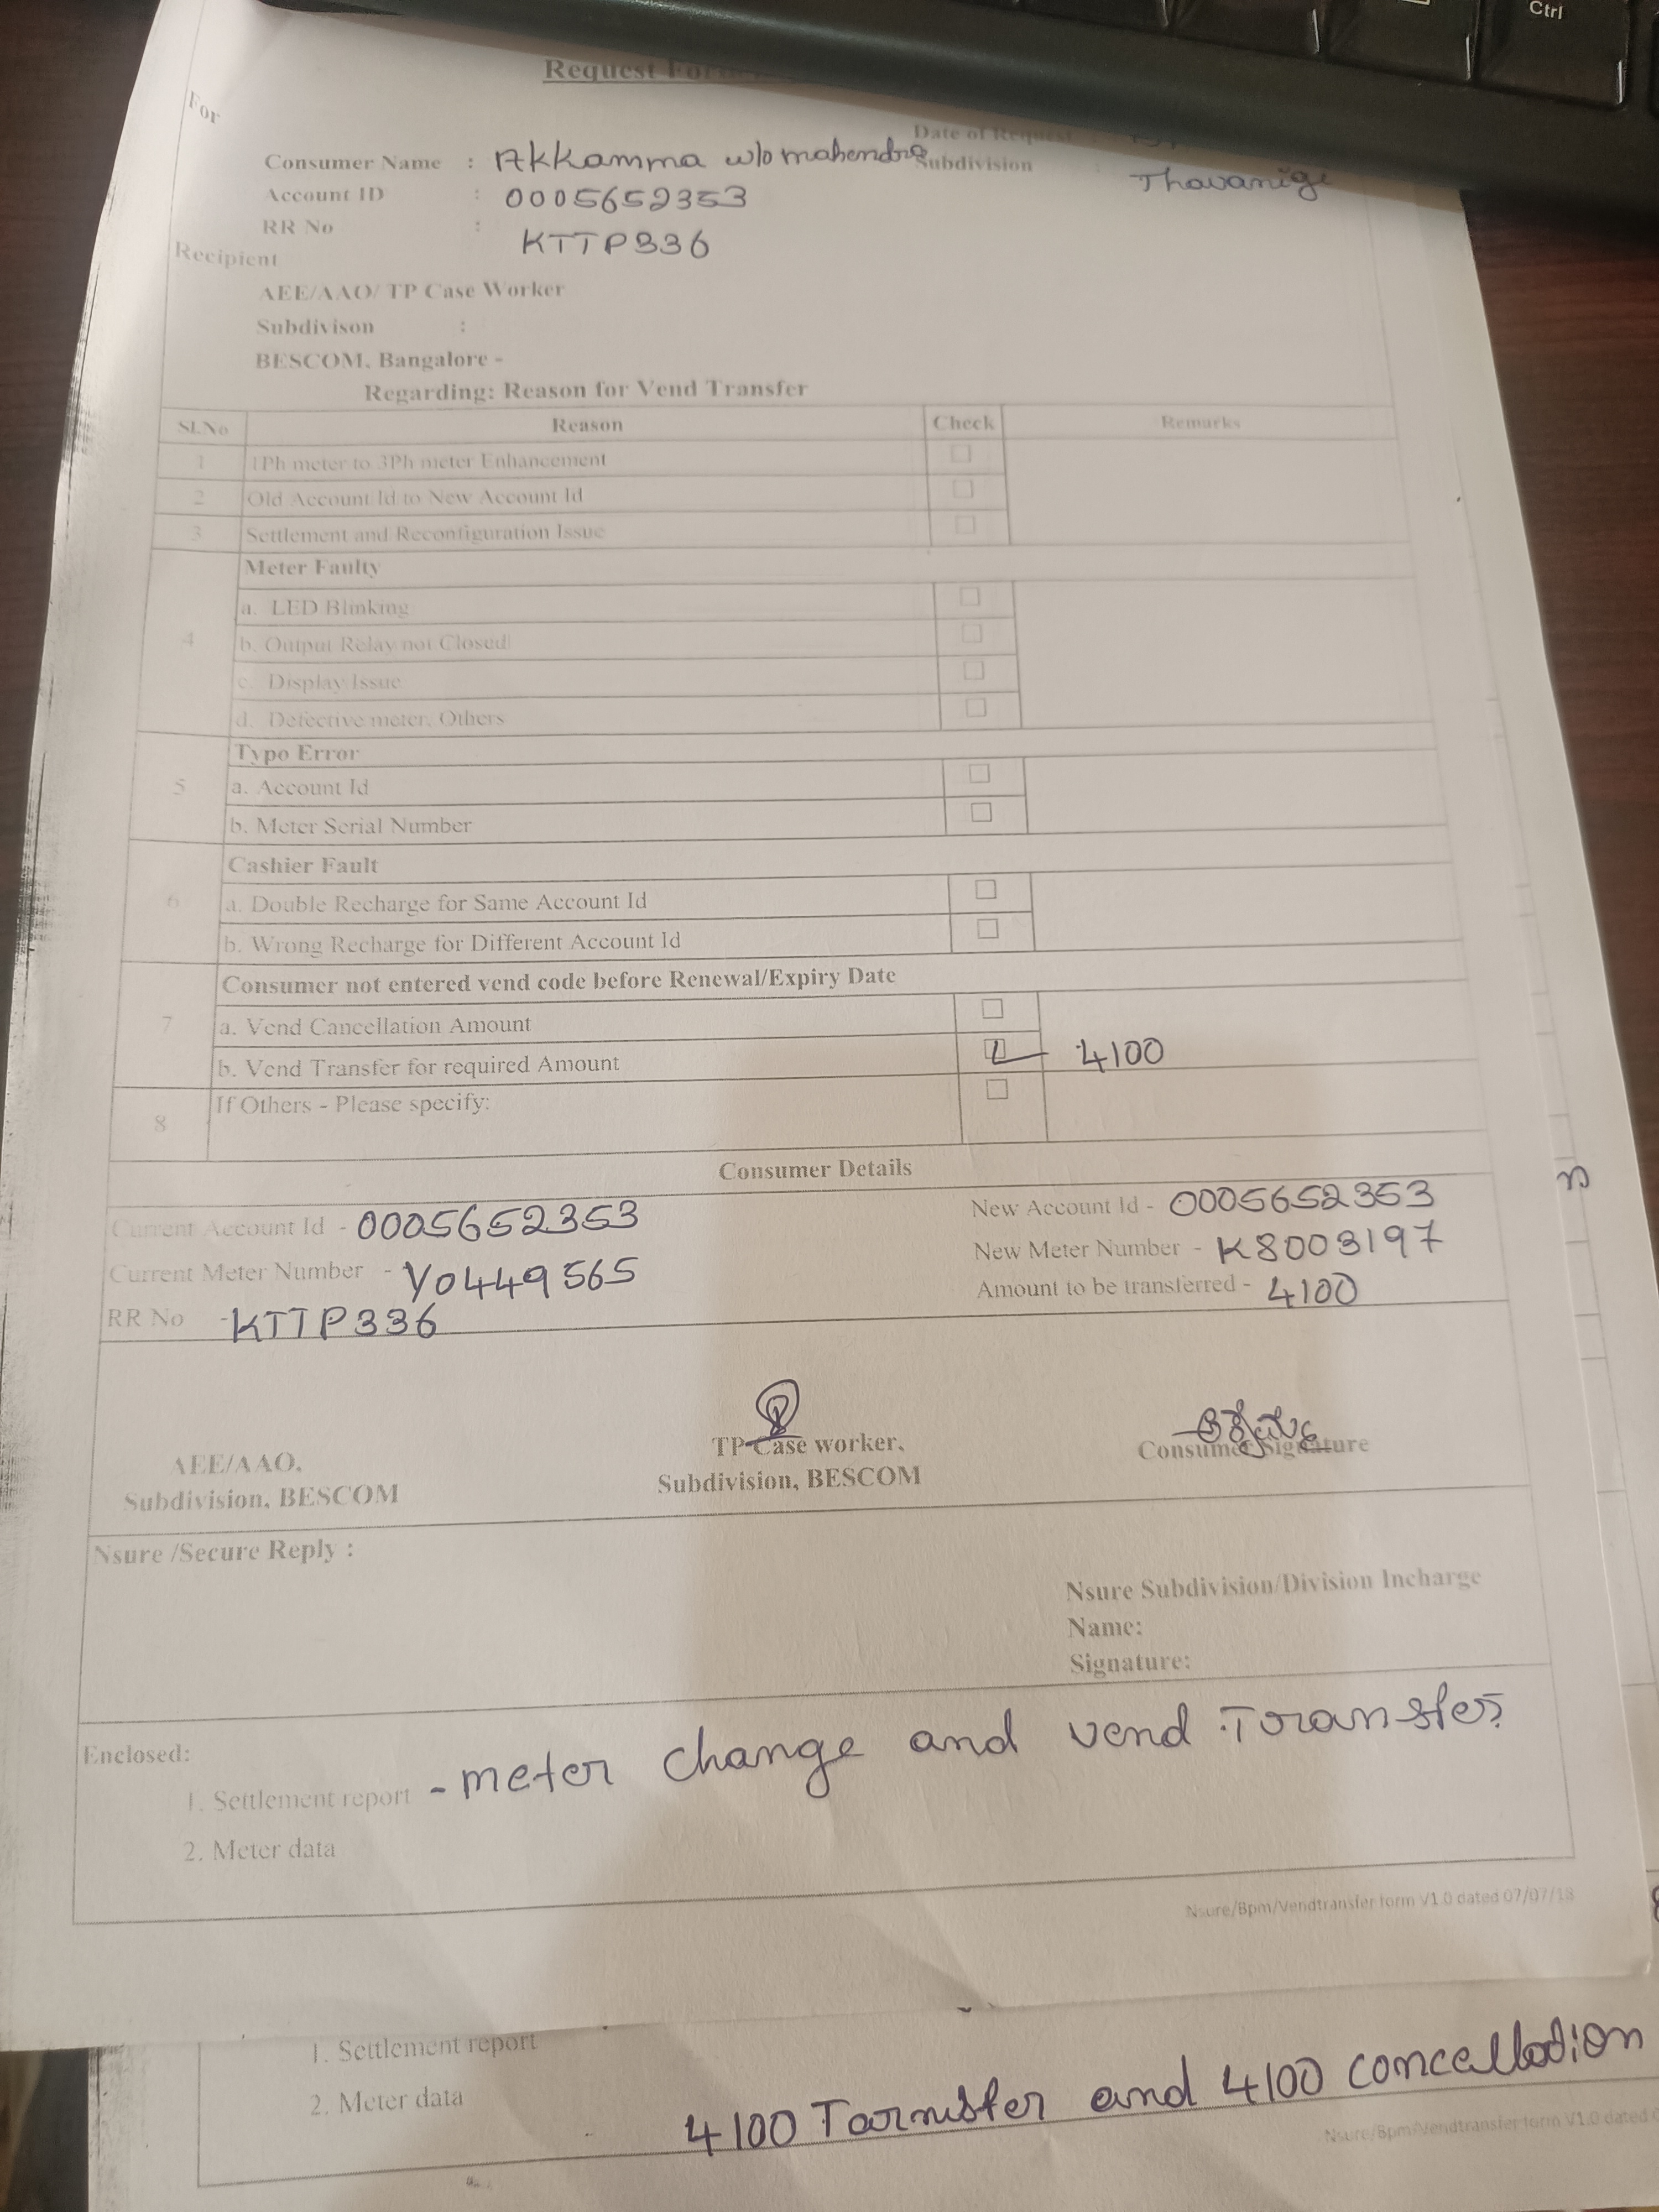 Ctrl
Request For
For
Date of Request :
Consumer Name : Akkamma w/o mahendra
Subdivision : Thavanige
Account ID : 0005652353
RR No : KTTP336
Recipient
AEE/AAO/ TP Case Worker
Subdivison :
BESCOM, Bangalore -
Regarding: Reason for Vend Transfer
Sl.No Reason Check Remarks
1 1Ph meter to 3Ph meter Enhancement
2 Old Account Id to New Account Id
3 Settlement and Reconfiguration Issue
4 Meter Faulty
a. LED Blinking
b. Output Relay not Closed
c. Display Issue
d. Defective meter, Others
5 Typo Error
a. Account Id
b. Meter Serial Number
6 Cashier Fault
a. Double Recharge for Same Account Id
b. Wrong Recharge for Different Account Id
7 Consumer not entered vend code before Renewal/Expiry Date
a. Vend Cancellation Amount
b. Vend Transfer for required Amount 4100
8 If Others - Please specify:
Consumer Details
Current Account Id - 0005652353 New Account Id - 0005652353
Current Meter Number - Y0449565 New Meter Number - K8003197
RR No - KTTP336 Amount to be transferred - 4100
AEE/AAO, TP Case worker, Consumer Signature
Subdivision, BESCOM Subdivision, BESCOM
Nsure /Secure Reply :
Nsure Subdivision/Division Incharge
Name:
Signature:
Enclosed:
1. Settlement report - meter change and vend Transfer
2. Meter data
Nsure/Bpm/Vendtransfer form V1.0 dated 07/07/18
1. Settlement report
2. Meter data
4100 Tarnsfer and 4100 concellation
Nsure/Bpm/Vendtransfer form V1.0 dated